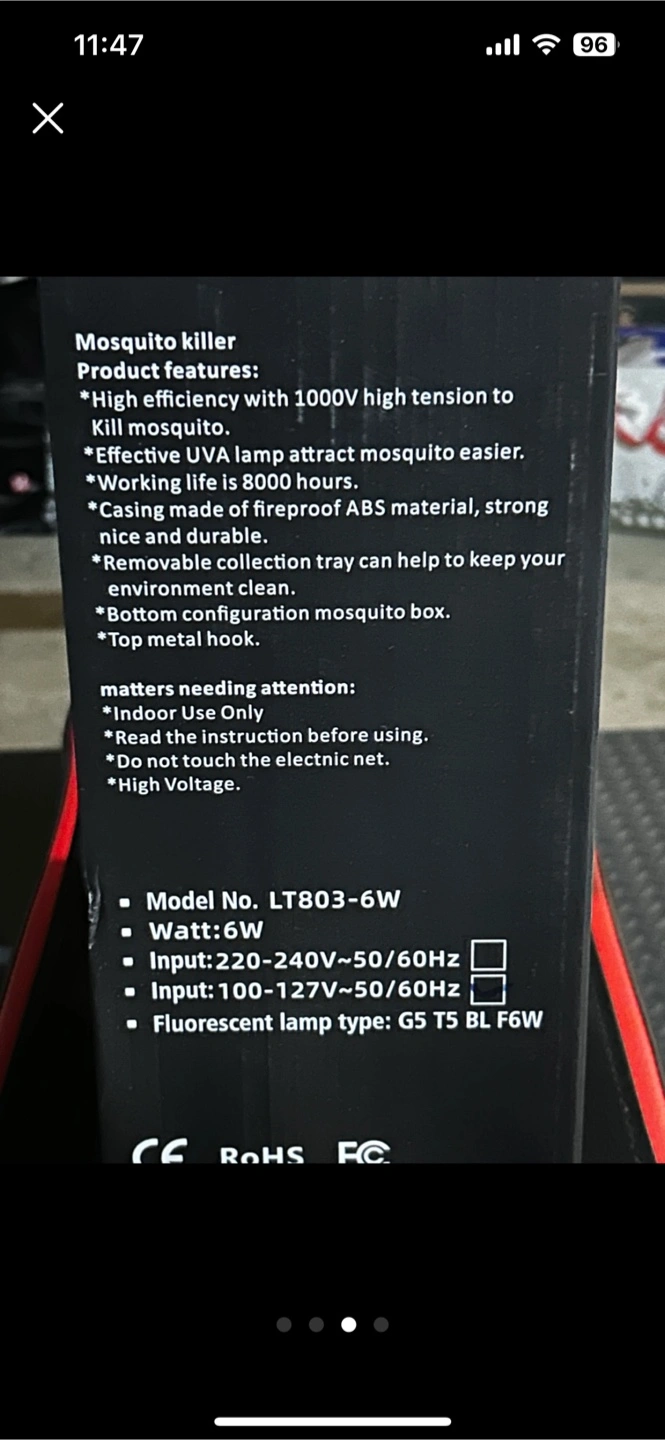 11:47
96
Mosquito killer
Product features:
*High efficiency with 1000V high tension to
Kill mosquito.
*Effective UVA lamp attract mosquito easier.
*Working life is 8000 hours.
*Casing made of fireproof ABS material, strong
nice and durable.
*Removable collection tray can help to keep your
environment clean.
*Bottom configuration mosquito box.
*Top metal hook.
matters needing attention:
*Indoor Use Only
*Read the instruction before using.
*Do not touch the electnic net.
*High Voltage.
▪ Model No. LT803-6W
▪ Watt:6W
▪ Input:220-240V~50/60Hz
▪ Input:100-127V~50/60Hz
▪ Fluorescent lamp type: G5 T5 BL F6W
CE RoHS FC